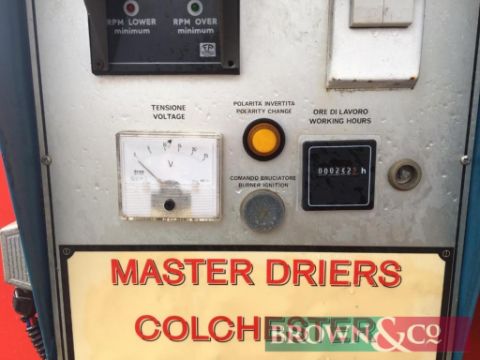 RPM LOWER
minimum
RPM OVER
minimum
TENSIONE
VOLTAGE
POLARITA INVERTITA
POLARITY CHANGE
ORE DI LAVORO
WORKING HOURS
V
h
COMANDO BRUCIATORE
BURNER IGNITION
MASTER DRIERS
COLCHESTER
BROWN&CO